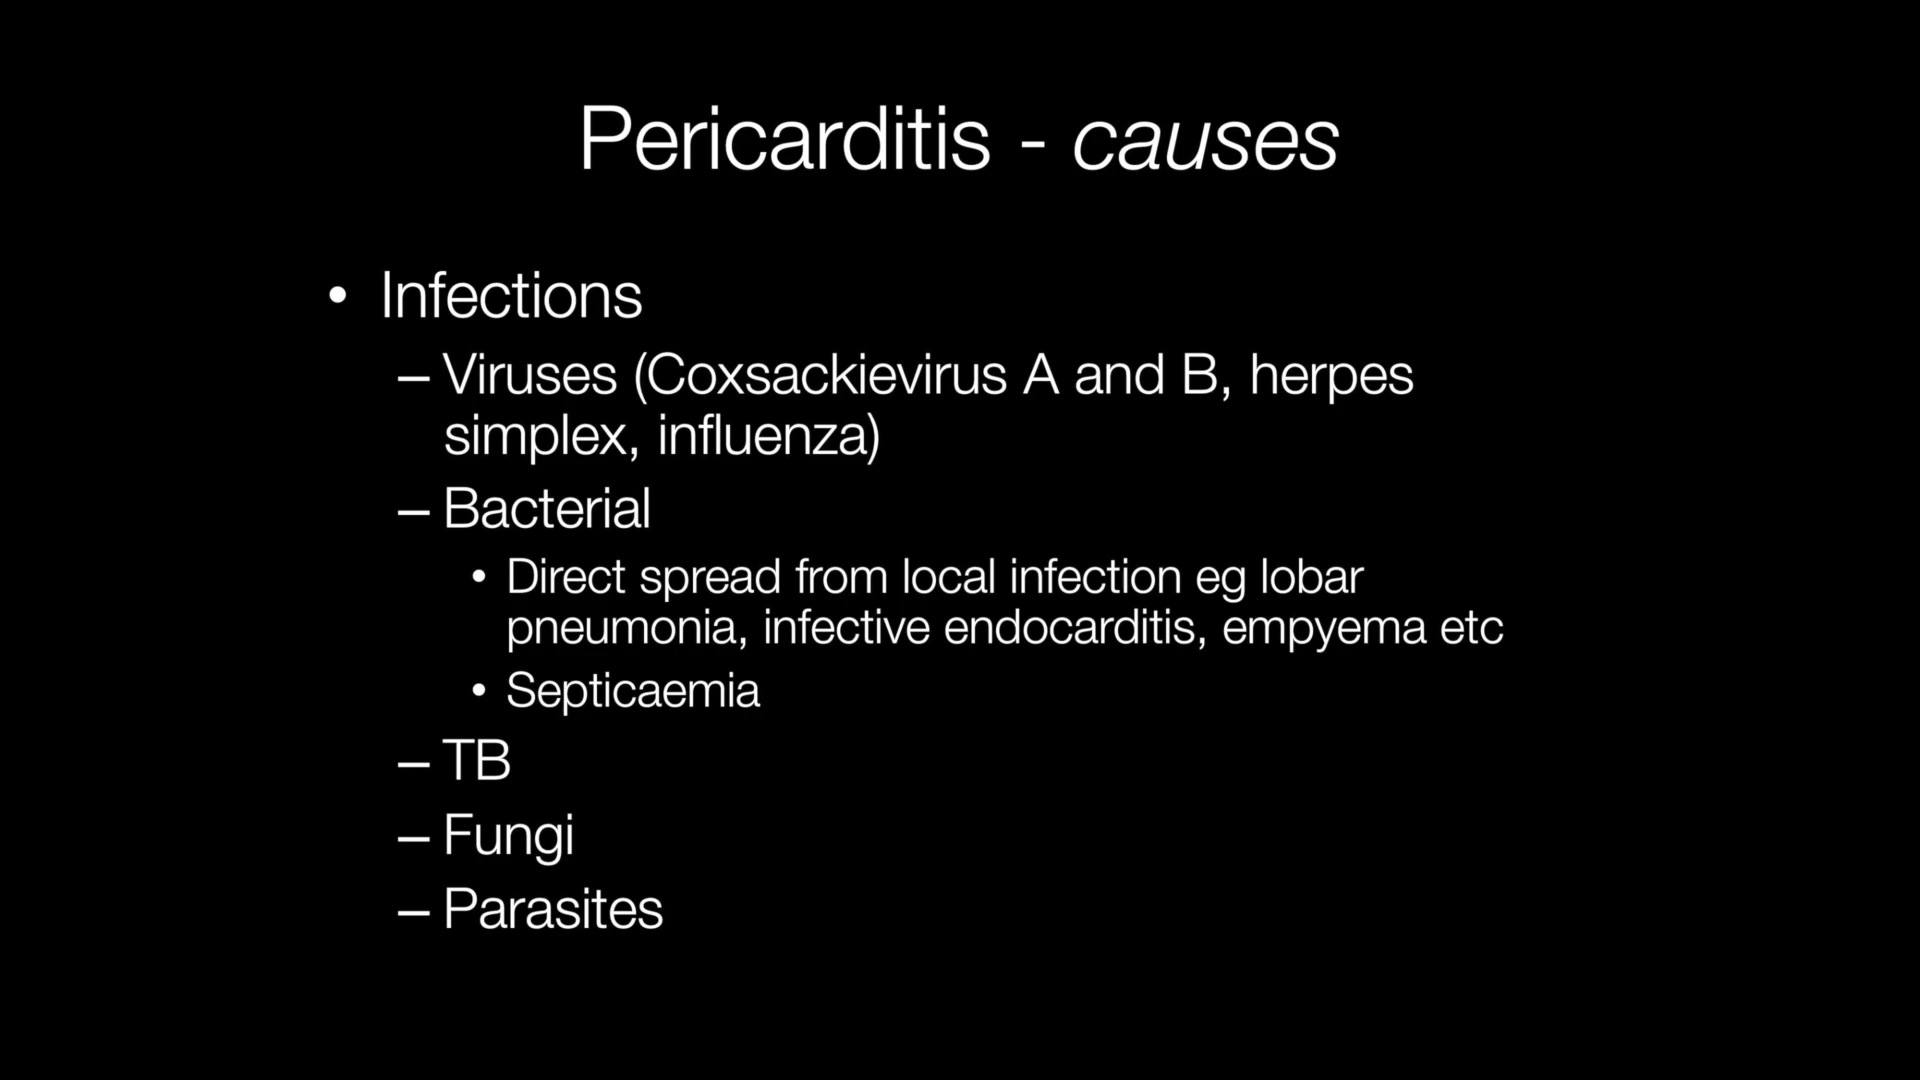 Pericarditis - causes
• Infections
– Viruses (Coxsackievirus A and B, herpes
simplex, influenza)
– Bacterial
• Direct spread from local infection eg lobar
pneumonia, infective endocarditis, empyema etc
• Septicaemia
– TB
– Fungi
– Parasites